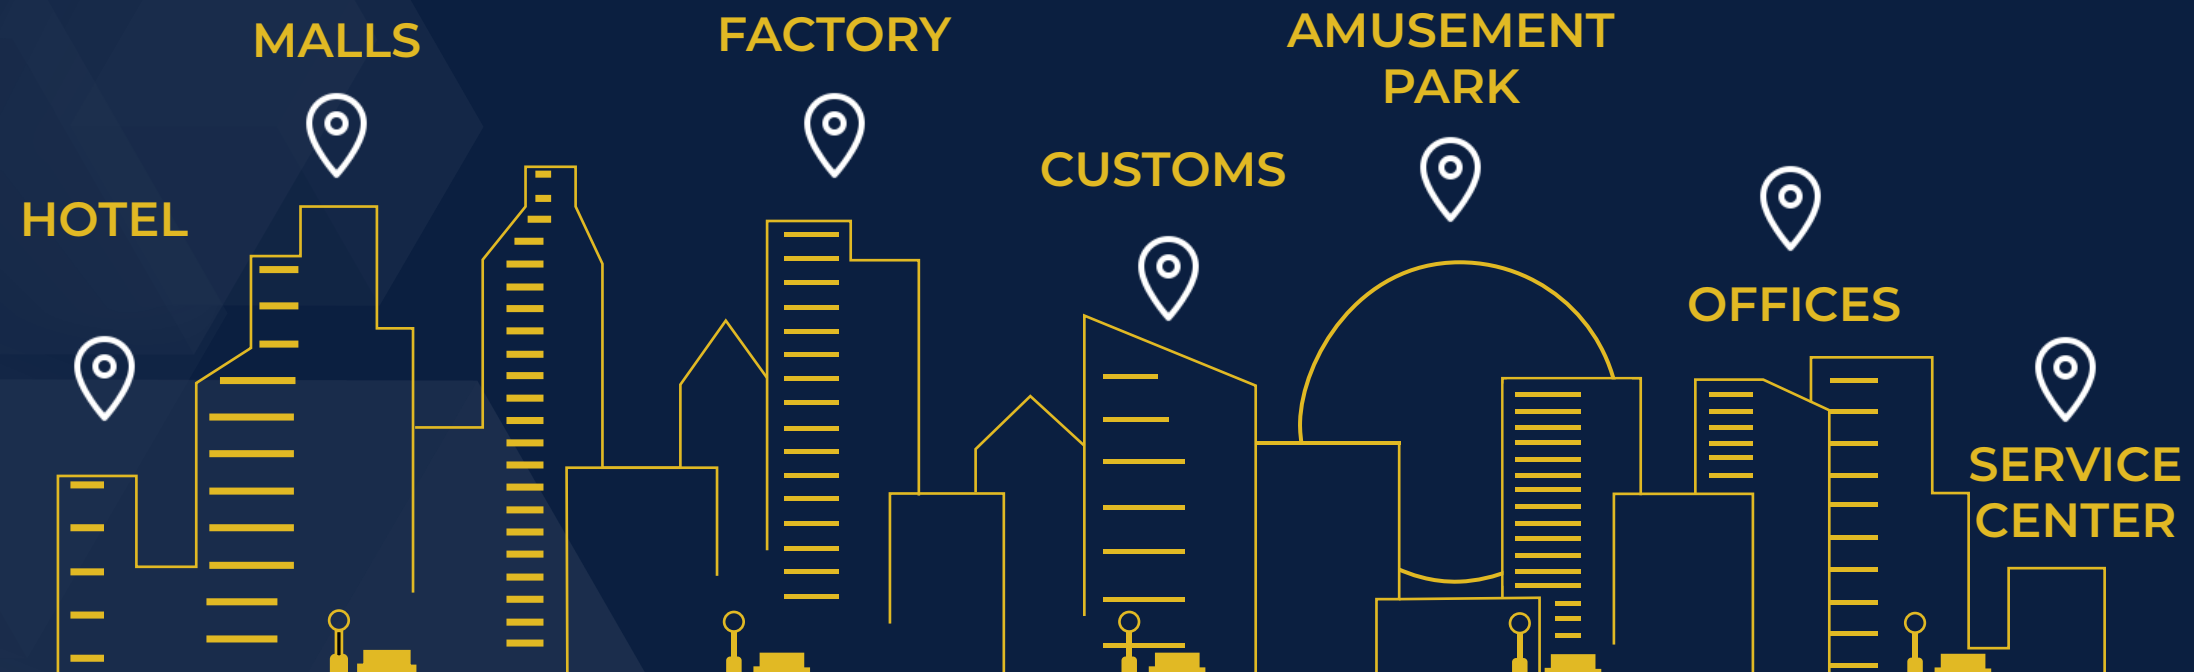 MALLS
FACTORY
AMUSEMENT
PARK
CUSTOMS
HOTEL
OFFICES
SERVICE
CENTER